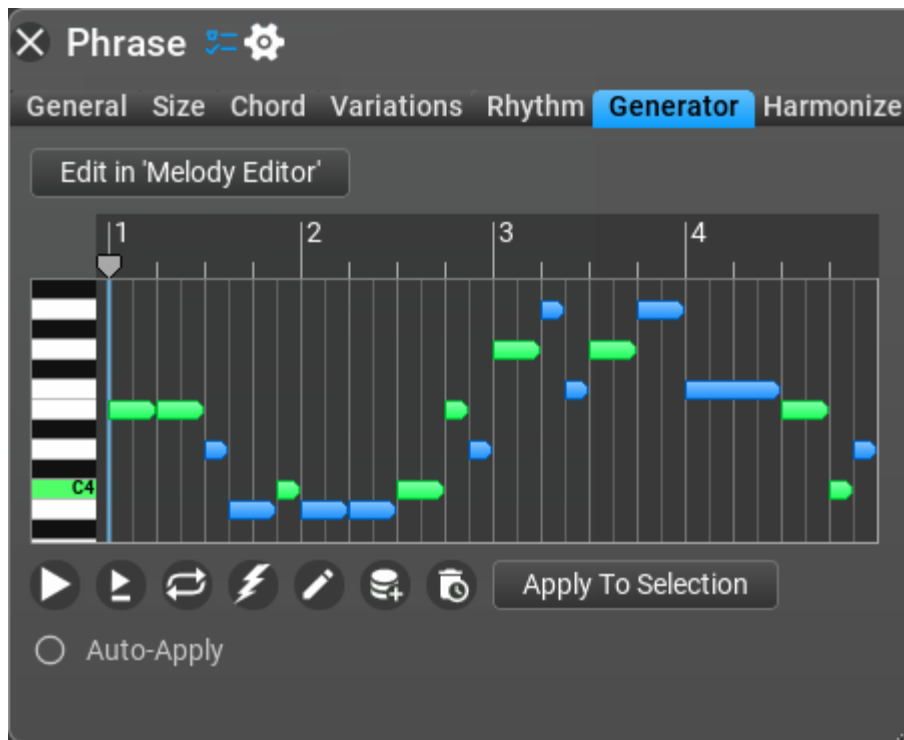 Phrase
General Size Chord Variations Rhythm Generator Harmonize
Edit in 'Melody Editor'
1 2 3 4
C4
Apply To Selection
Auto-Apply